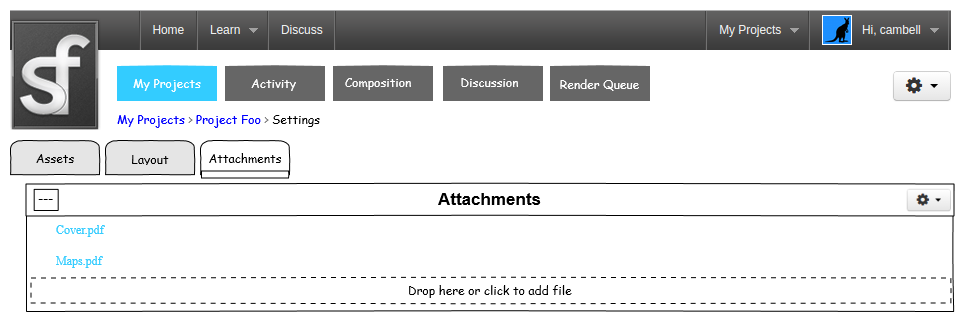 sf
Home Learn Discuss My Projects Hi, cambell
My Projects Activity Composition Discussion Render Queue
My Projects > Project Foo > Settings
Assets Layout Attachments
--- Attachments
Cover.pdf
Maps.pdf
Drop here or click to add file